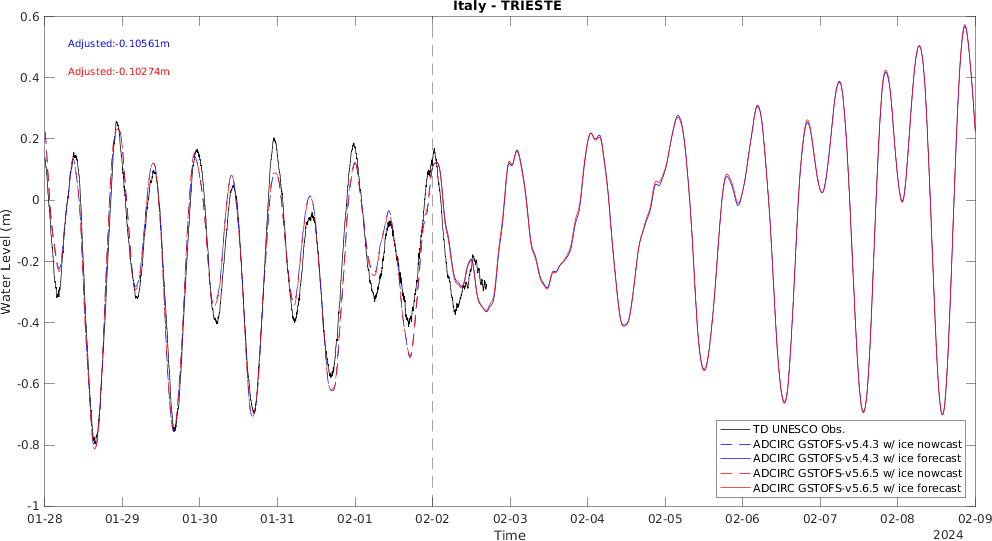 Italy - TRIESTE
Adjusted:-0.10561m
Adjusted:-0.10274m
Water Level (m)
0.6
0.4
0.2
0
-0.2
-0.4
-0.6
-0.8
-1
TD UNESCO Obs.
ADCIRC GSTOFS-v5.4.3 w/ ice nowcast
ADCIRC GSTOFS-v5.4.3 w/ ice forecast
ADCIRC GSTOFS-v5.6.5 w/ ice nowcast
ADCIRC GSTOFS-v5.6.5 w/ ice forecast
01-28 01-29 01-30 01-31 02-01 02-02 02-03 02-04 02-05 02-06 02-07 02-08 02-09
Time
2024